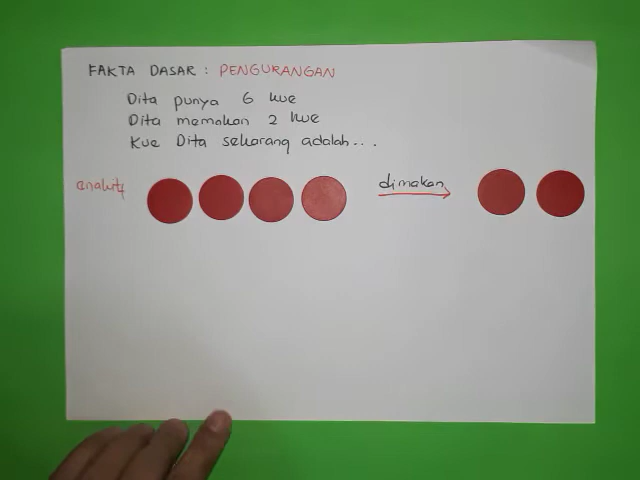 FAKTA DASAR : PENGURANGAN
Dita punya 6 kue
Dita memakan 2 kue
Kue Dita sekarang adalah...
dimakan